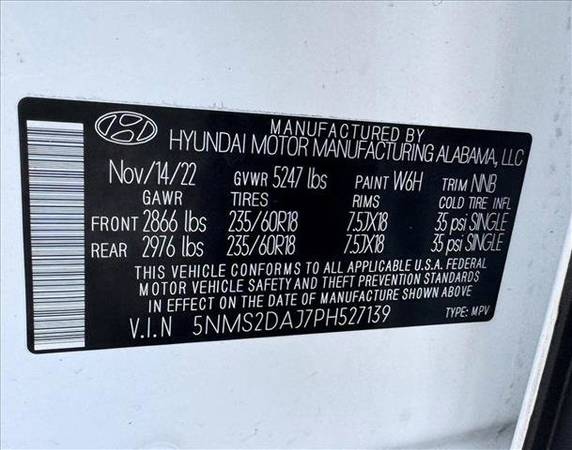 MANUFACTURED BY
HYUNDAI MOTOR MANUFACTURING ALABAMA, LLC
Nov/14/22 GVWR 5247 lbs PAINT W6H TRIM NNB
GAWR TIRES RIMS COLD TIRE INFL
FRONT 2866 lbs 235/60R18 7.5JX18 35 psi SINGLE
REAR 2976 lbs 235/60R18 7.5JX18 35 psi SINGLE
THIS VEHICLE CONFORMS TO ALL APPLICABLE U.S.A. FEDERAL
MOTOR VEHICLE SAFETY AND THEFT PREVENTION STANDARDS
IN EFFECT ON THE DATE OF MANUFACTURE SHOWN ABOVE.
V.I.N 5NMS2DAJ7PH527139 TYPE: MPV